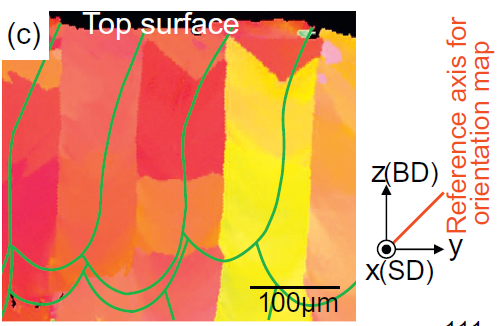 (c)
Top surface
Reference axis for
orientation map
z(BD)
y
x(SD)
100μm